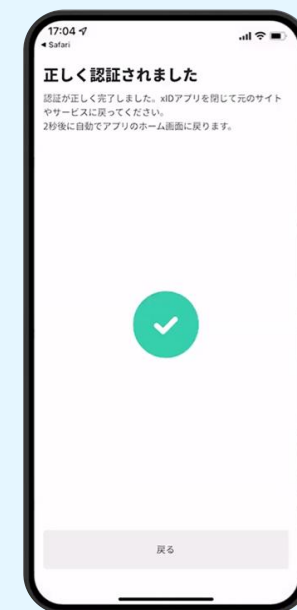 17:04
◀ Safari
正しく認証されました
認証が正しく完了しました。xIDアプリを閉じて元のサイト
やサービスに戻ってください。
2秒後に自動でアプリのホーム画面に戻ります。
戻る